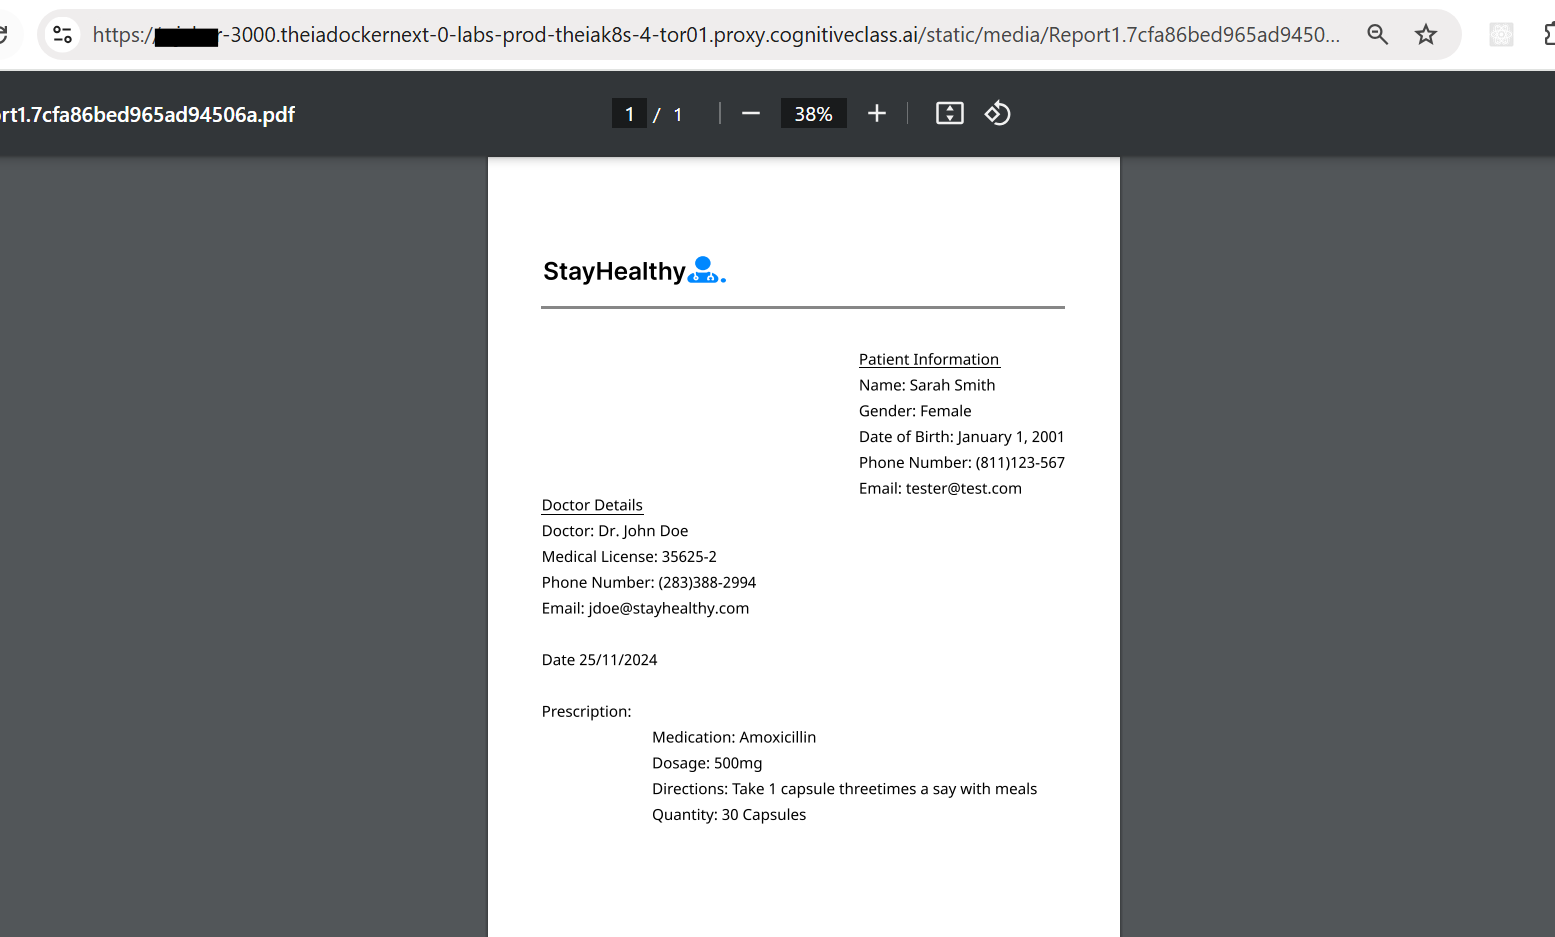 https://r-3000.theiadockernext-0-labs-prod-theiak8s-4-tor01.proxy.cognitiveclass.ai/static/media/Report1.7cfa86bed965ad9450...
rt1.7cfa86bed965ad94506a.pdf
1 / 1
38%
StayHealthy.
Patient Information
Name: Sarah Smith
Gender: Female
Date of Birth: January 1, 2001
Phone Number: (811)123-567
Email: tester@test.com
Doctor Details
Doctor: Dr. John Doe
Medical License: 35625-2
Phone Number: (283)388-2994
Email: jdoe@stayhealthy.com
Date 25/11/2024
Prescription:
Medication: Amoxicillin
Dosage: 500mg
Directions: Take 1 capsule threetimes a say with meals
Quantity: 30 Capsules